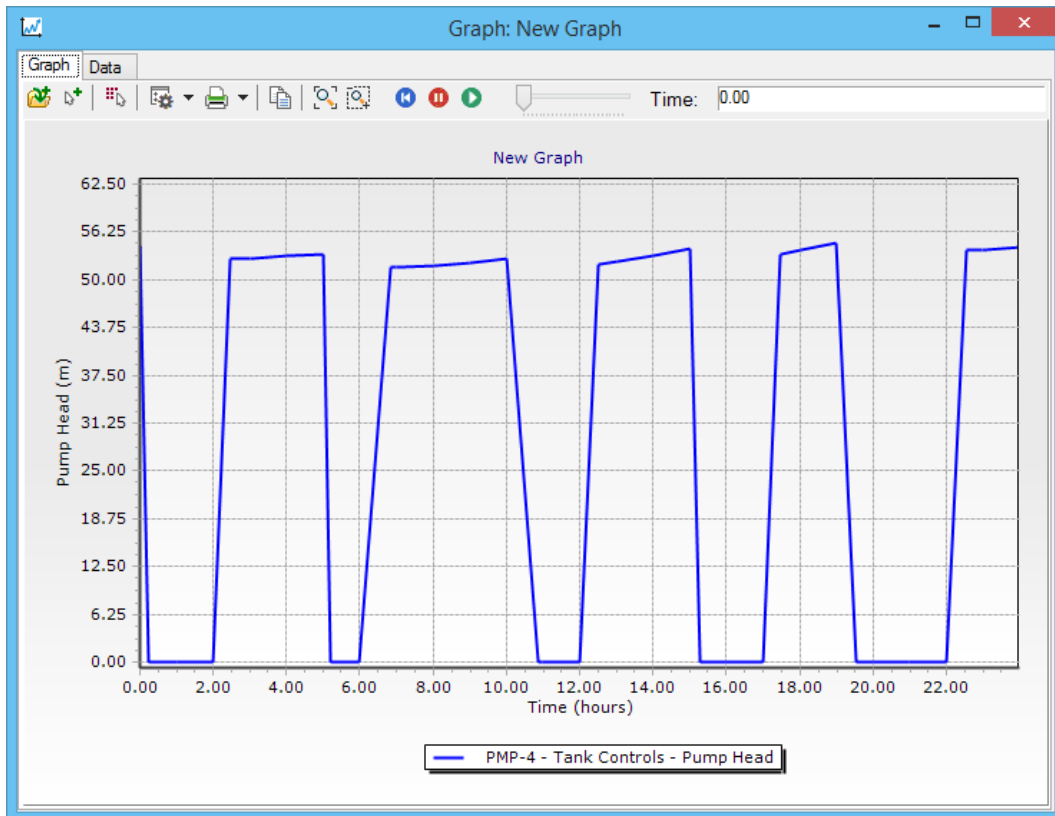 Graph: New Graph
Graph Data
Time: 0.00
New Graph
62.50
56.25
50.00
43.75
37.50
31.25
25.00
18.75
12.50
6.25
0.00
Pump Head (m)
0.00 2.00 4.00 6.00 8.00 10.00 12.00 14.00 16.00 18.00 20.00 22.00
Time (hours)
PMP-4 - Tank Controls - Pump Head